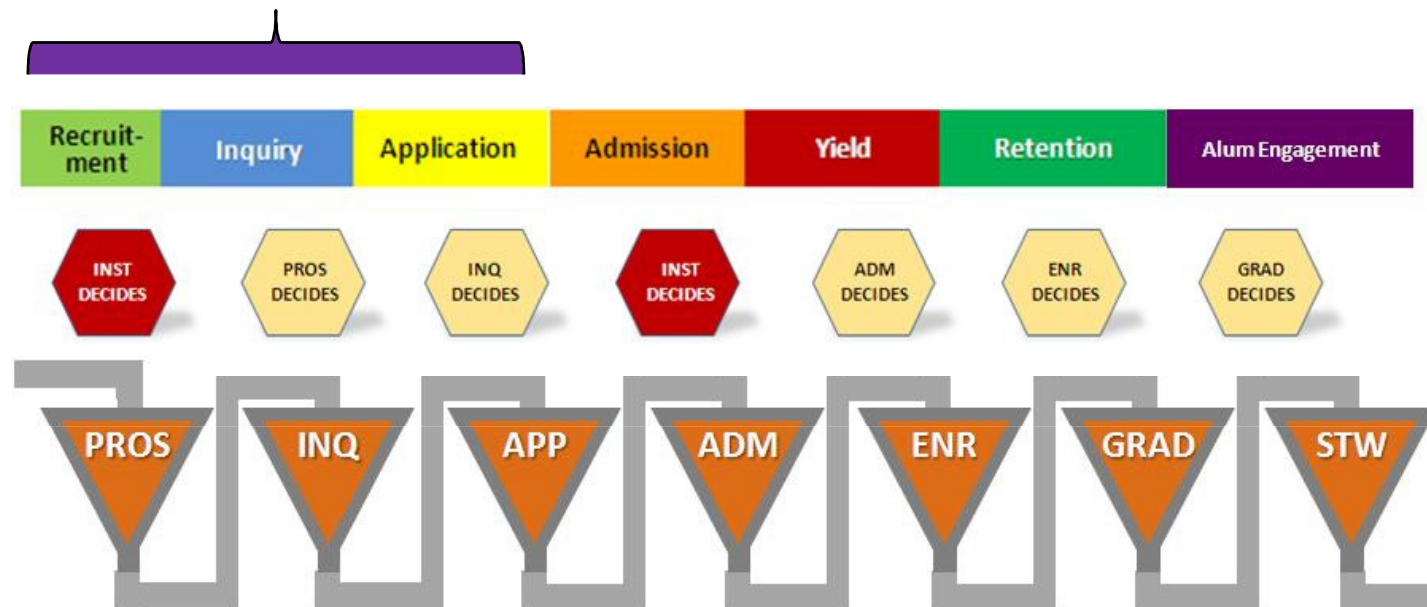 Recruit-
ment
Inquiry
Application
Admission
Yield
Retention
Alum Engagement
INST
DECIDES
PROS
DECIDES
INQ
DECIDES
INST
DECIDES
ADM
DECIDES
ENR
DECIDES
GRAD
DECIDES
PROS
INQ
APP
ADM
ENR
GRAD
STW